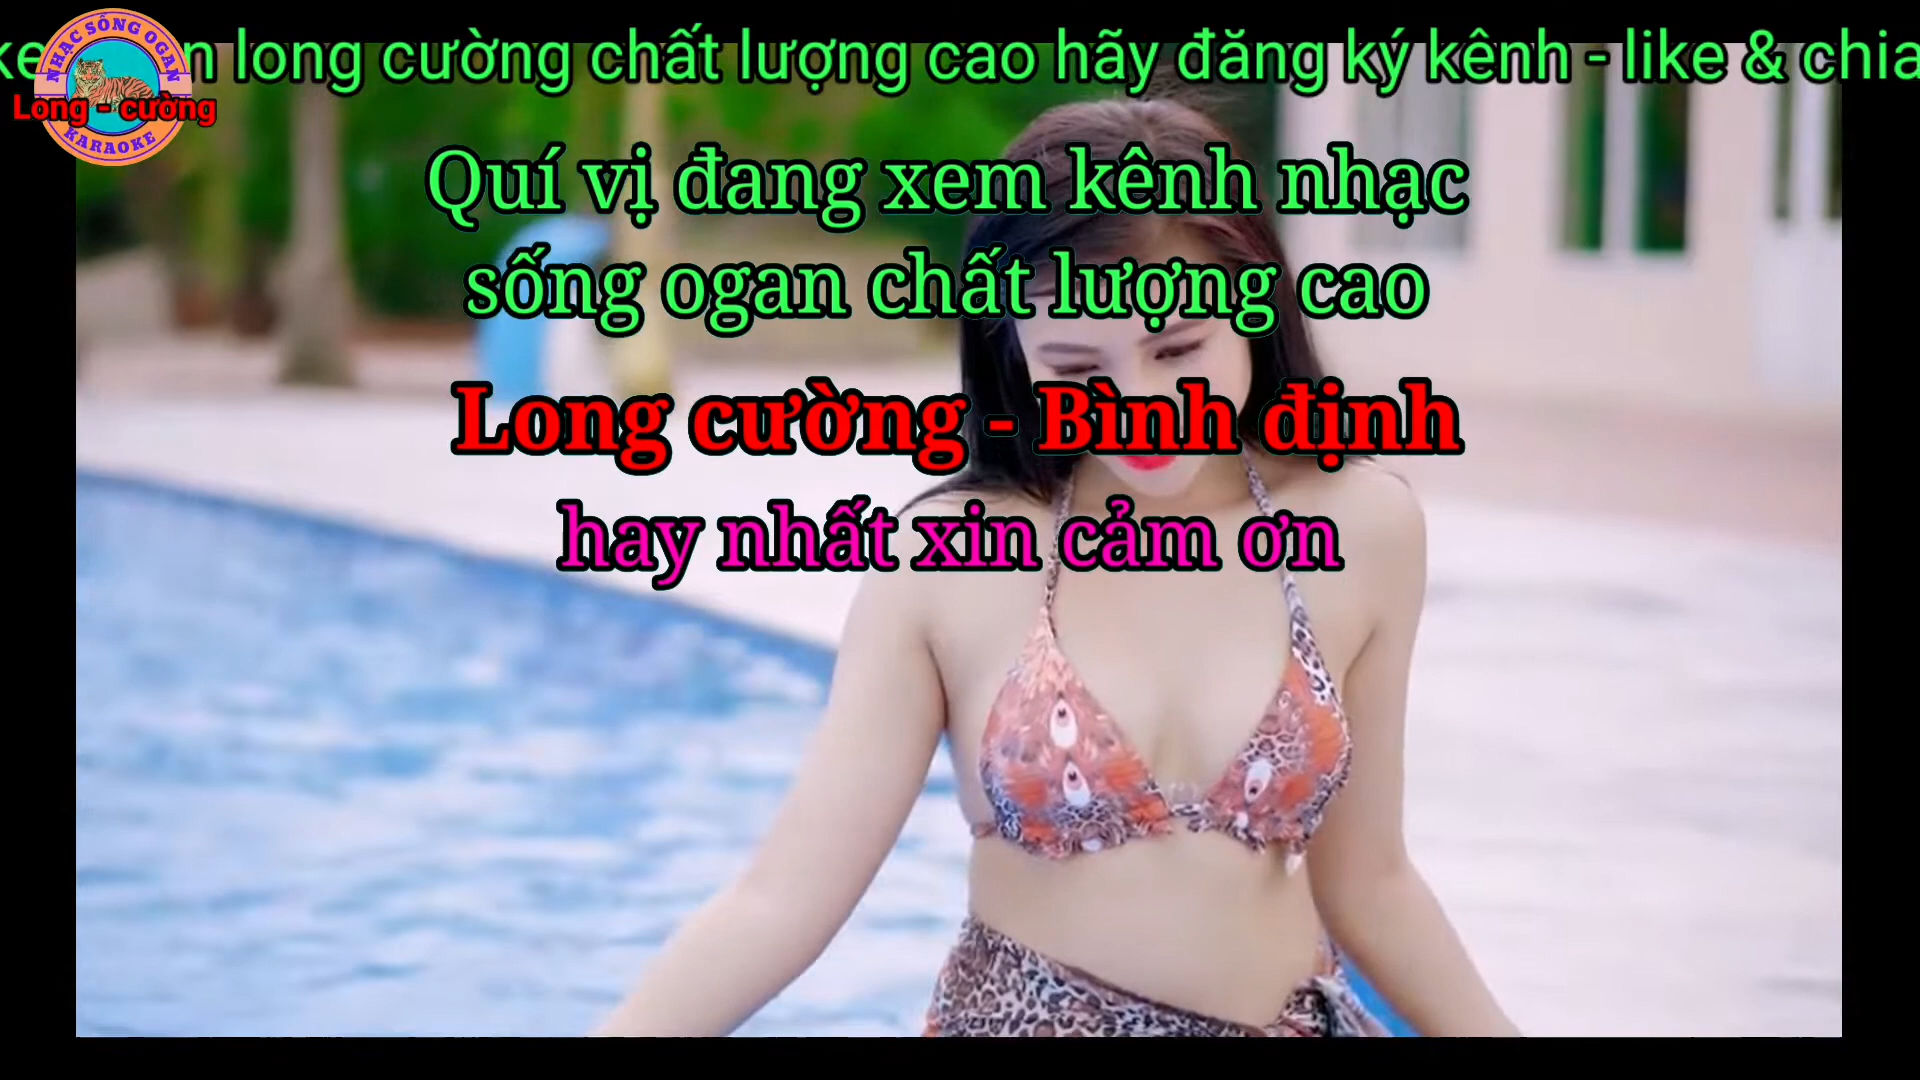 long cường chất lượng cao hãy đăng ký kênh - like & chia
NHẠC SỐNG OGAN
Long - cường
KARAOKE
Quí vị đang xem kênh nhạc
sống ogan chất lượng cao
Long cường - Bình định
hay nhất xin cảm ơn